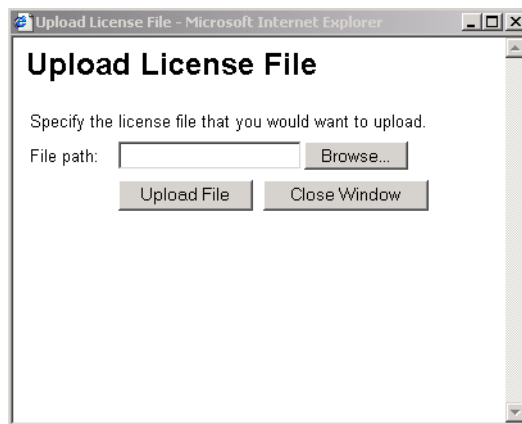 Upload License File - Microsoft Internet Explorer
Upload License File
Specify the license file that you would want to upload.
File path: Browse...
Upload File Close Window